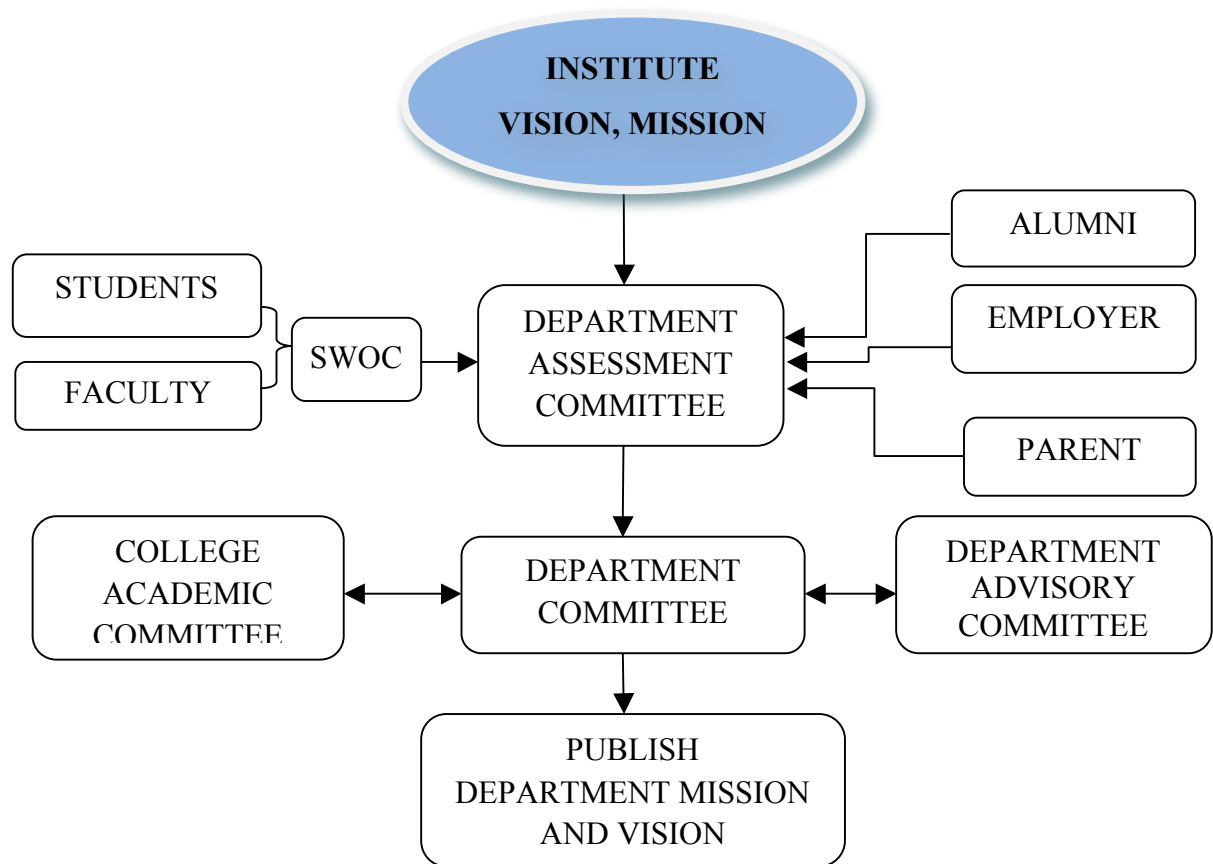 INSTITUTE
VISION, MISSION
ALUMNI
STUDENTS
EMPLOYER
DEPARTMENT
ASSESSMENT
COMMITTEE
SWOC
FACULTY
PARENT
COLLEGE
ACADEMIC
COMMITTEE
DEPARTMENT
COMMITTEE
DEPARTMENT
ADVISORY
COMMITTEE
PUBLISH
DEPARTMENT MISSION
AND VISION